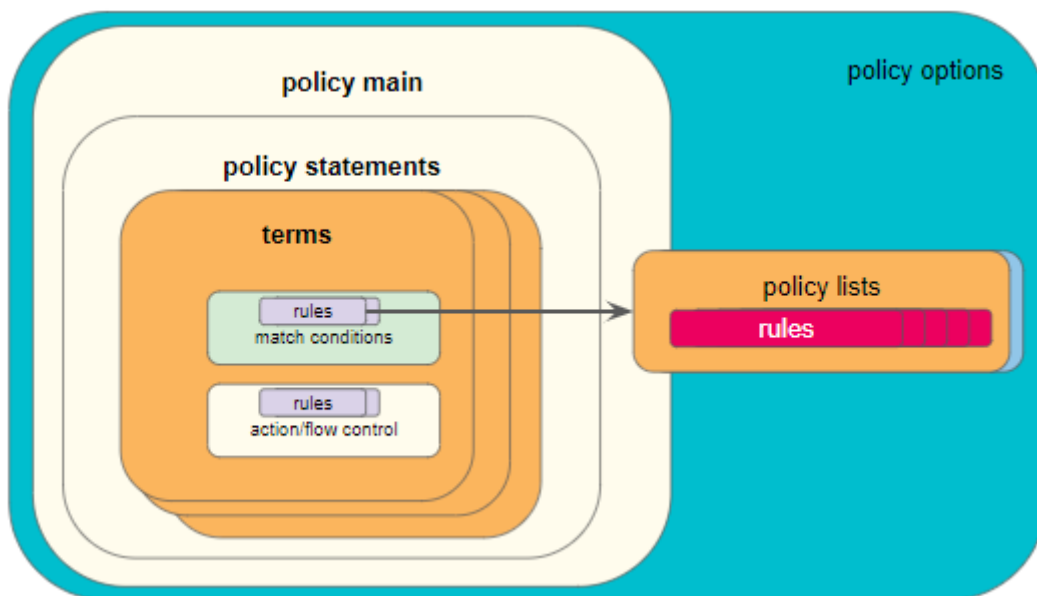 policy options
policy main
policy statements
terms
rules
match conditions
rules
action/flow control
policy lists
rules